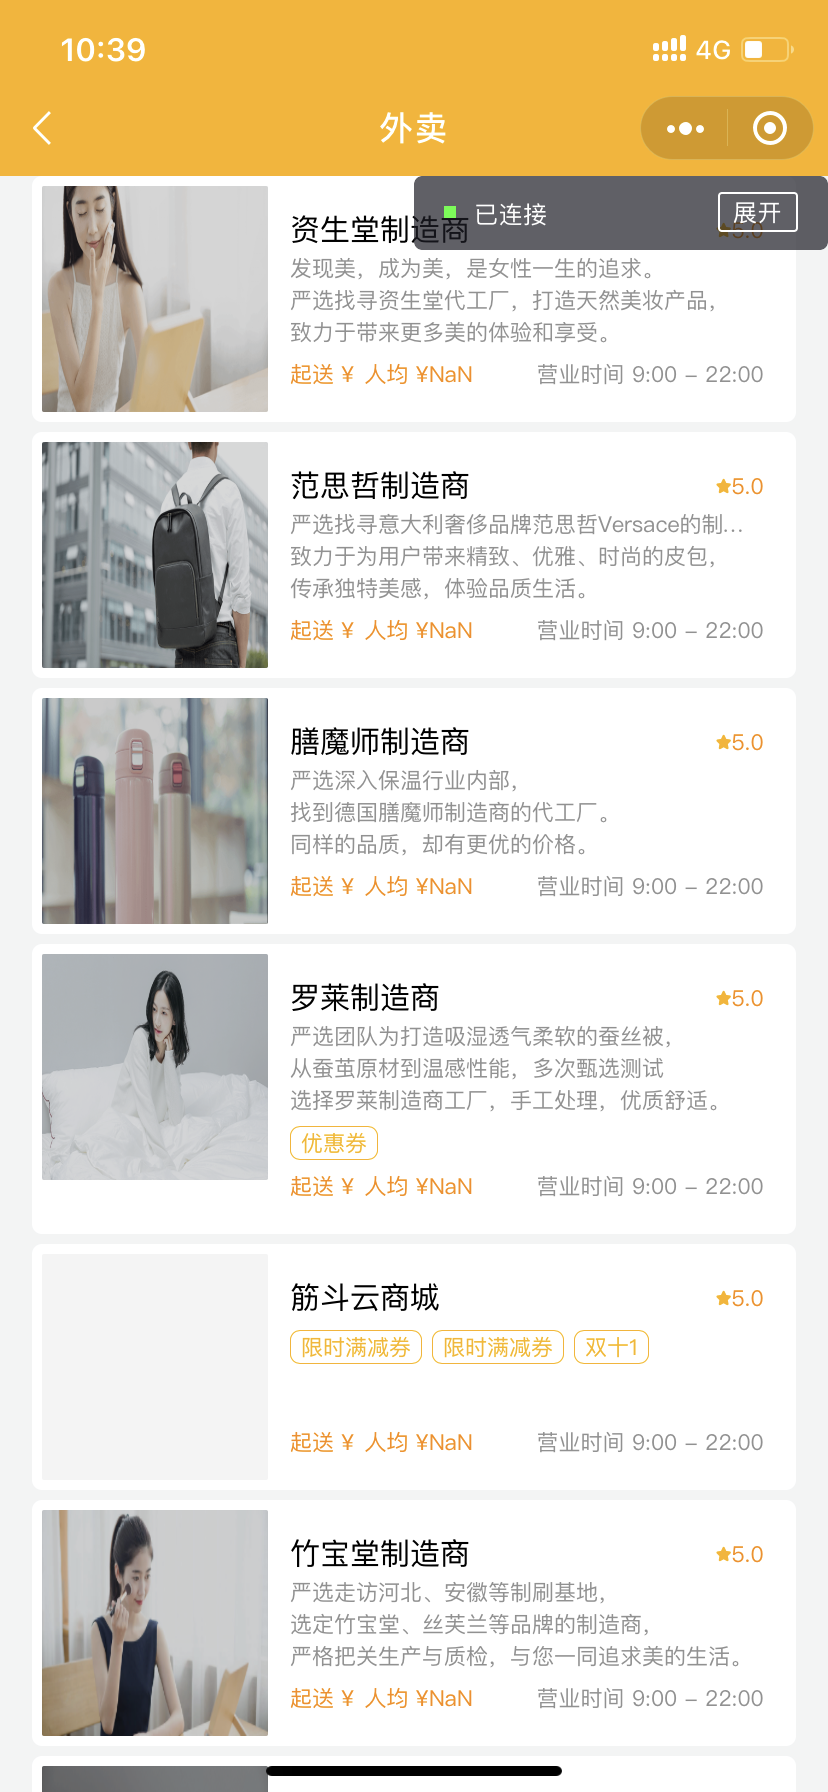 10:39
4G
外卖
已连接
展开
资生堂制造商
5.0
发现美，成为美，是女性一生的追求。
严选找寻资生堂代工厂，打造天然美妆产品，
致力于带来更多美的体验和享受。
起送 ¥ 人均 ¥NaN
营业时间 9:00 – 22:00
范思哲制造商
5.0
严选找寻意大利奢侈品牌范思哲Versace的制...
致力于为用户带来精致、优雅、时尚的皮包，
传承独特美感，体验品质生活。
起送 ¥ 人均 ¥NaN
营业时间 9:00 – 22:00
膳魔师制造商
5.0
严选深入保温行业内部，
找到德国膳魔师制造商的代工厂。
同样的品质，却有更优的价格。
起送 ¥ 人均 ¥NaN
营业时间 9:00 – 22:00
罗莱制造商
5.0
严选团队为打造吸湿透气柔软的蚕丝被，
从蚕茧原材到温感性能，多次甄选测试
选择罗莱制造商工厂，手工处理，优质舒适。
优惠券
起送 ¥ 人均 ¥NaN
营业时间 9:00 – 22:00
筋斗云商城
5.0
限时满减券 限时满减券 双十1
起送 ¥ 人均 ¥NaN
营业时间 9:00 – 22:00
竹宝堂制造商
5.0
严选走访河北、安徽等制刷基地，
选定竹宝堂、丝芙兰等品牌的制造商，
严格把关生产与质检，与您一同追求美的生活。
起送 ¥ 人均 ¥NaN
营业时间 9:00 – 22:00